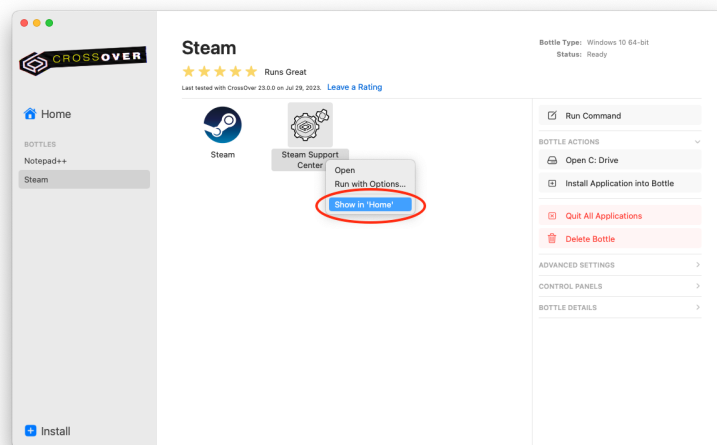 CROSSOVER
Home
BOTTLES
Notepad++
Steam
Install
Steam
Runs Great
Last tested with CrossOver 23.0.0 on Jul 29, 2023. Leave a Rating
Steam
Steam Support
Center
Open
Run with Options...
Show in 'Home'
Bottle Type: Windows 10 64-bit
Status: Ready
Run Command
BOTTLE ACTIONS
Open C: Drive
Install Application into Bottle
Quit All Applications
Delete Bottle
ADVANCED SETTINGS
CONTROL PANELS
BOTTLE DETAILS